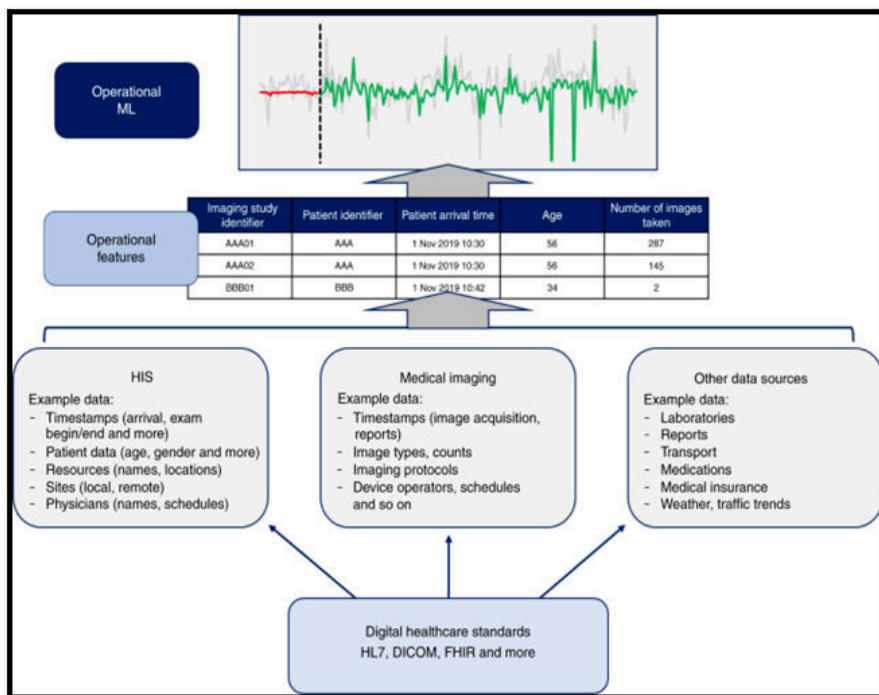 Operational
ML
Operational
features
Imaging study
identifier
Patient identifier
Patient arrival time
Age
Number of images
taken
AAA01
AAA
1 Nov 2019 10:30
56
287
AAA02
AAA
1 Nov 2019 10:30
56
145
BBB01
BBB
1 Nov 2019 10:42
34
2
HIS
Example data:
- Timestamps (arrival, exam
begin/end and more)
- Patient data (age, gender and more)
- Resources (names, locations)
- Sites (local, remote)
- Physicians (names, schedules)
Medical imaging
Example data:
- Timestamps (image acquisition,
reports)
- Image types, counts
- Imaging protocols
- Device operators, schedules
and so on
Other data sources
Example data:
- Laboratories
- Reports
- Transport
- Medications
- Medical insurance
- Weather, traffic trends
Digital healthcare standards
HL7, DICOM, FHIR and more